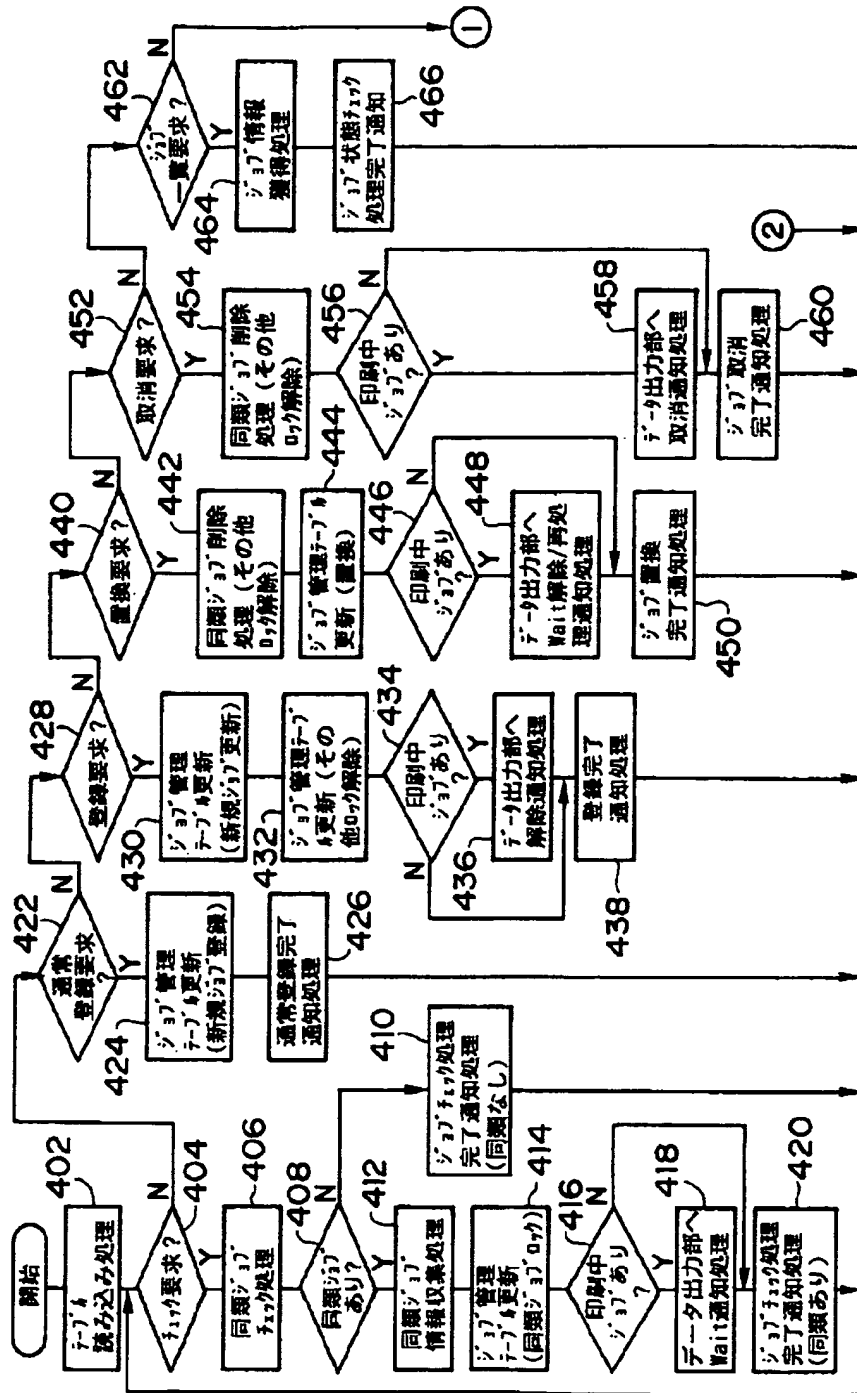 開始
402
テーブル
読み込み処理
404
チェック要求?
N
Y
406
同類ジョブ
チェック処理
408
同類ジョブ
あり?
N
Y
410
ジョブチェック処理
完了通知処理
(同類なし)
412
同類ジョブ
情報収集処理
414
ジョブ管理
テーブル更新
(同類ジョブロック)
416
印刷中
ジョブあり
?
N
Y
418
データ出力部へ
Wait通知処理
420
ジョブチェック処理
完了通知処理
(同類あり)
422
通常
登録要求
?
N
Y
424
ジョブ管理
テーブル更新
(新規ジョブ登録)
426
通常登録完了
通知処理
428
登録要求?
N
Y
430
ジョブ管理
テーブル更新
(新規ジョブ更新)
432
ジョブ管理テーブ
ル更新(その
他ロック解除)
434
印刷中
ジョブあり
?
N
Y
436
データ出力部へ
解除通知処理
438
登録完了
通知処理
440
置換要求?
N
Y
442
同類ジョブ削除
処理(その他
ロック解除)
444
ジョブ管理テーブル
更新(置換)
446
印刷中
ジョブあり
?
N
Y
448
データ出力部へ
Wait解除/再処
理通知処理
450
ジョブ置換
完了通知処理
452
取消要求?
N
Y
454
同類ジョブ削除
処理(その他
ロック解除)
456
印刷中
ジョブあり
?
N
Y
458
データ出力部へ
取消通知処理
460
ジョブ取消
完了通知処理
462
ジョブ
一覧要求?
N
Y
464
ジョブ情報
獲得処理
466
ジョブ状態チェック
処理完了通知
1
2